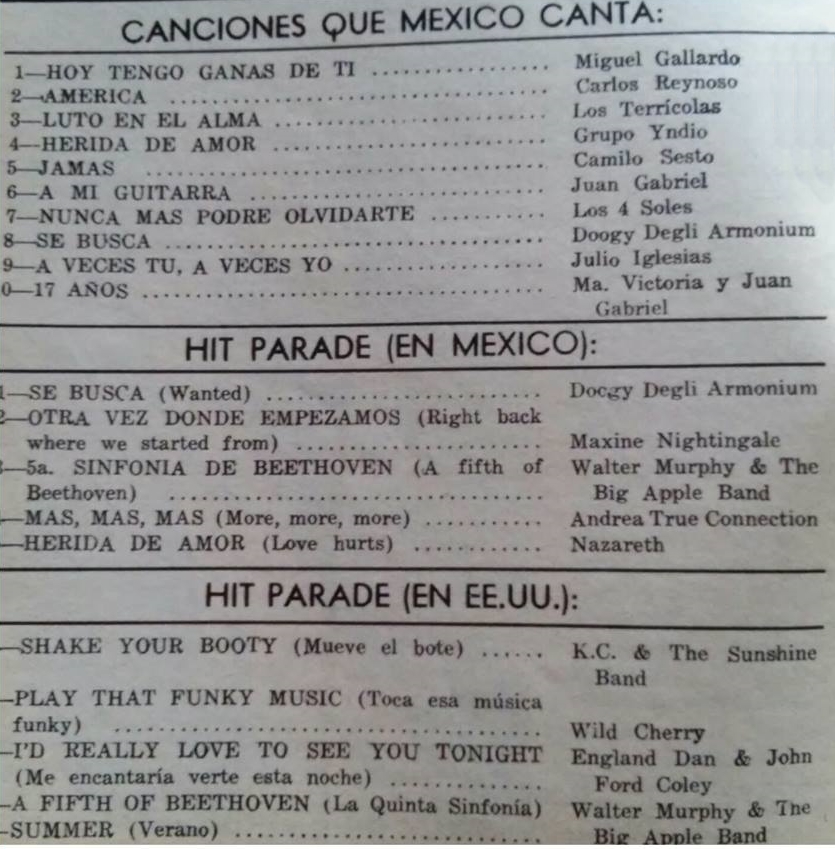 CANCIONES QUE MEXICO CANTA:
1—HOY TENGO GANAS DE TI .................. Miguel Gallardo
2—AMERICA .................. Carlos Reynoso
3—LUTO EN EL ALMA .................. Los Terrícolas
4—HERIDA DE AMOR .................. Grupo Yndio
5—JAMAS .................. Camilo Sesto
6—A MI GUITARRA .................. Juan Gabriel
7—NUNCA MAS PODRE OLVIDARTE .......... Los 4 Soles
8—SE BUSCA .................. Doogy Degli Armonium
9—A VECES TU, A VECES YO .................. Julio Iglesias
0—17 AÑOS .................. Ma. Victoria y Juan
Gabriel
HIT PARADE (EN MEXICO):
1—SE BUSCA (Wanted) .................. Docgy Degli Armonium
2—OTRA VEZ DONDE EMPEZAMOS (Right back
where we started from) .................. Maxine Nightingale
3—5a. SINFONIA DE BEETHOVEN (A fifth of Walter Murphy & The
Beethoven) .................. Big Apple Band
—MAS, MAS, MAS (More, more, more) .......... Andrea True Connection
—HERIDA DE AMOR (Love hurts) .......... Nazareth
HIT PARADE (EN EE.UU.):
—SHAKE YOUR BOOTY (Mueve el bote) ...... K.C. & The Sunshine
Band
—PLAY THAT FUNKY MUSIC (Toca esa música
funky) .................. Wild Cherry
—I'D REALLY LOVE TO SEE YOU TONIGHT England Dan & John
(Me encantaría verte esta noche) .......... Ford Coley
—A FIFTH OF BEETHOVEN (La Quinta Sinfonía) Walter Murphy & The
—SUMMER (Verano) .................. Big Apple Band